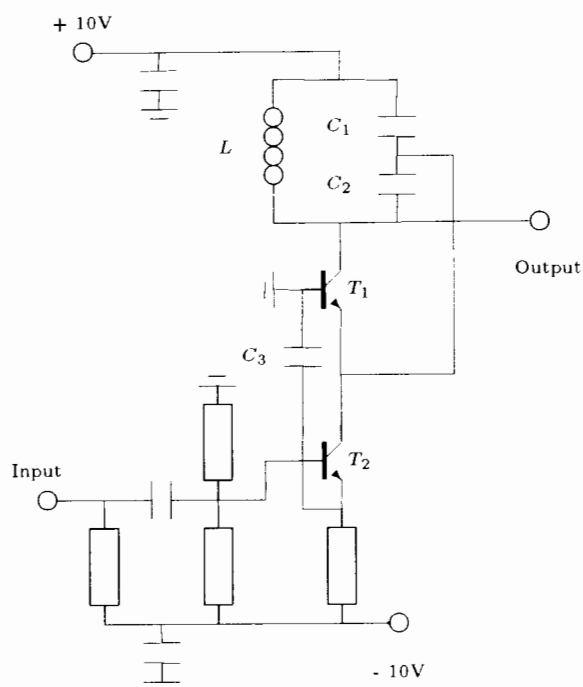 + 10V
C1
L
C2
Output
T1
C3
T2
Input
- 10V